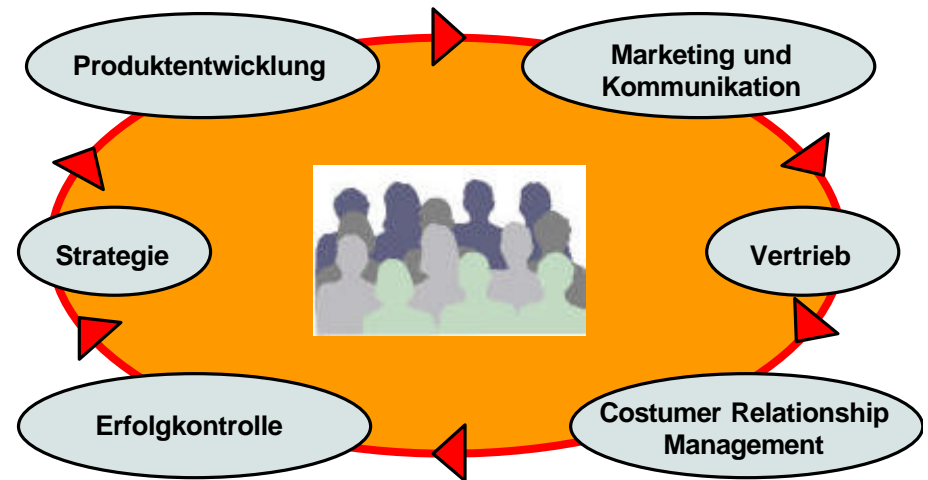 Produktentwicklung
Marketing und
Kommunikation
Strategie
Vertrieb
Erfolgkontrolle
Costumer Relationship
Management